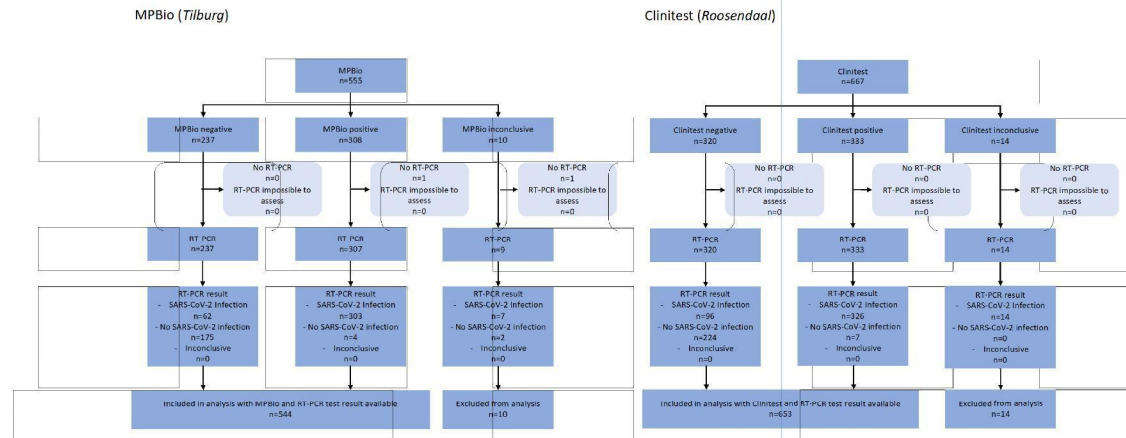 MPBio (Tilburg)
MPBio
n=555
MPBio negative
n=237
MPBio positive
n=308
MPBio inconclusive
n=10
No RT-PCR
n=0
RT-PCR impossible to
assess
n=0
No RT-PCR
n=1
RT-PCR impossible to
assess
n=0
No RT-PCR
n=1
RT-PCR impossible to
assess
n=0
RT-PCR
n=237
RT-PCR
n=307
RT-PCR
n=9
RT-PCR result
- SARS-CoV-2 Infection
n=62
- No SARS-CoV-2 infection
n=175
- Inconclusive
n=0
RT-PCR result
- SARS-CoV-2 Infection
n=303
- No SARS-CoV-2 infection
n=4
- Inconclusive
n=0
RT-PCR result
- SARS-CoV-2 Infection
n=7
- No SARS-CoV-2 infection
n=2
- Inconclusive
n=0
Included in analysis with MPBio and RT-PCR test result available
n=544
Excluded from analysis
n=10
Clinitest (Roosendaal)
Clinitest
n=667
Clinitest negative
n=320
Clinitest positive
n=333
Clinitest inconclusive
n=14
No RT-PCR
n=0
RT-PCR impossible to
assess
n=0
No RT-PCR
n=0
RT-PCR impossible to
assess
n=0
No RT-PCR
n=0
RT-PCR impossible to
assess
n=0
RT-PCR
n=320
RT-PCR
n=333
RT-PCR
n=14
RT-PCR result
- SARS-CoV-2 Infection
n=96
- No SARS-CoV-2 infection
n=224
- Inconclusive
n=0
RT-PCR result
- SARS-CoV-2 Infection
n=326
- No SARS-CoV-2 infection
n=7
- Inconclusive
n=0
RT-PCR result
- SARS-CoV-2 Infection
n=14
- No SARS-CoV-2 infection
n=0
- Inconclusive
n=0
Included in analysis with Clinitest and RT-PCR test result available
n=653
Excluded from analysis
n=14